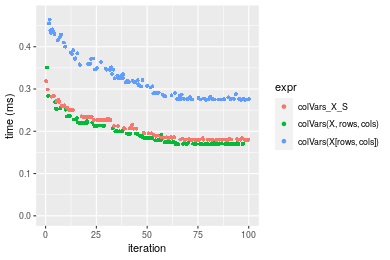 0.4
0.3
0.2
0.1
0.0
time (ms)
0
25
50
75
100
iteration
expr
colVars_X_S
colVars(X, rows, cols)
colVars(X[rows, cols])